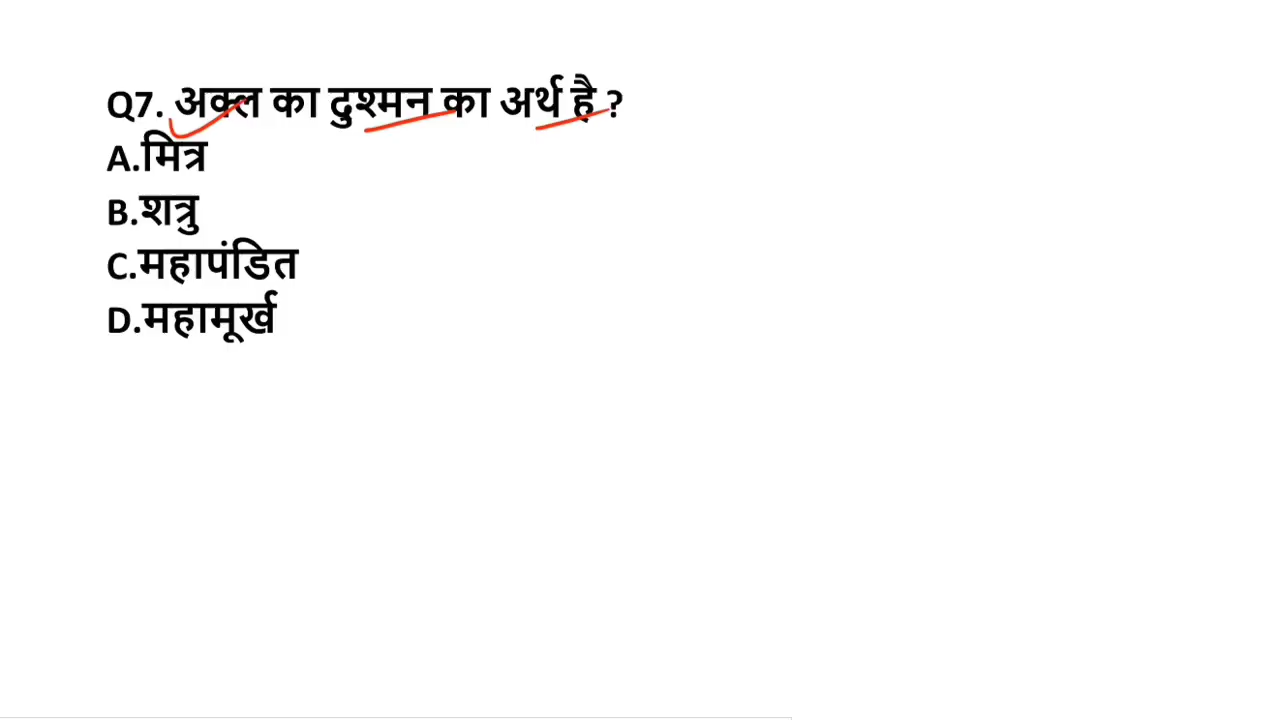 Q7. अक्ल का दुश्मन का अर्थ है ?
A.मित्र
B.शत्रु
C.महापंडित
D.महामूर्ख